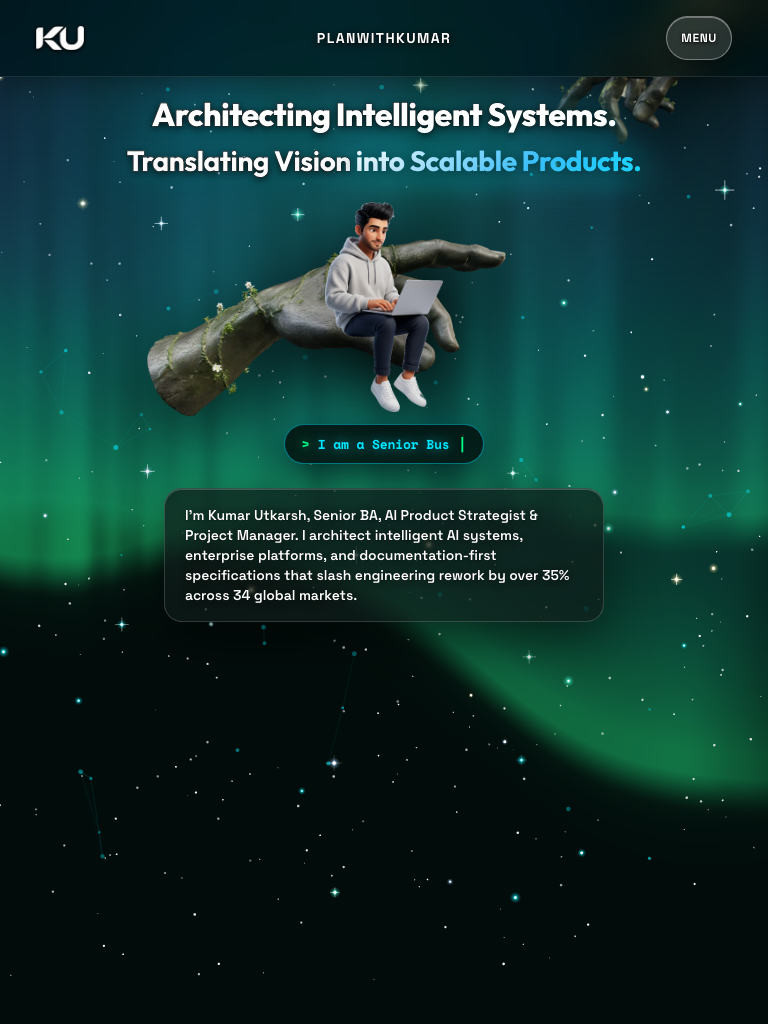 KU
PLANWITHKUMAR
MENU
Architecting Intelligent Systems.
Translating Vision into Scalable Products.
> I am a Senior Bus
I'm Kumar Utkarsh, Senior BA, AI Product Strategist &
Project Manager. I architect intelligent AI systems,
enterprise platforms, and documentation-first
specifications that slash engineering rework by over 35%
across 34 global markets.